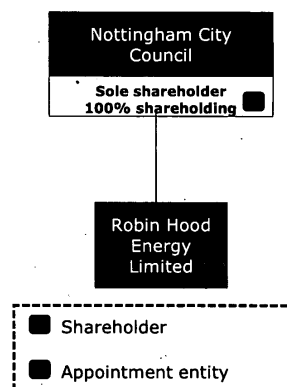 Nottingham City
Council
Sole shareholder
100% shareholding
Robin Hood
Energy
Limited
Shareholder
Appointment entity